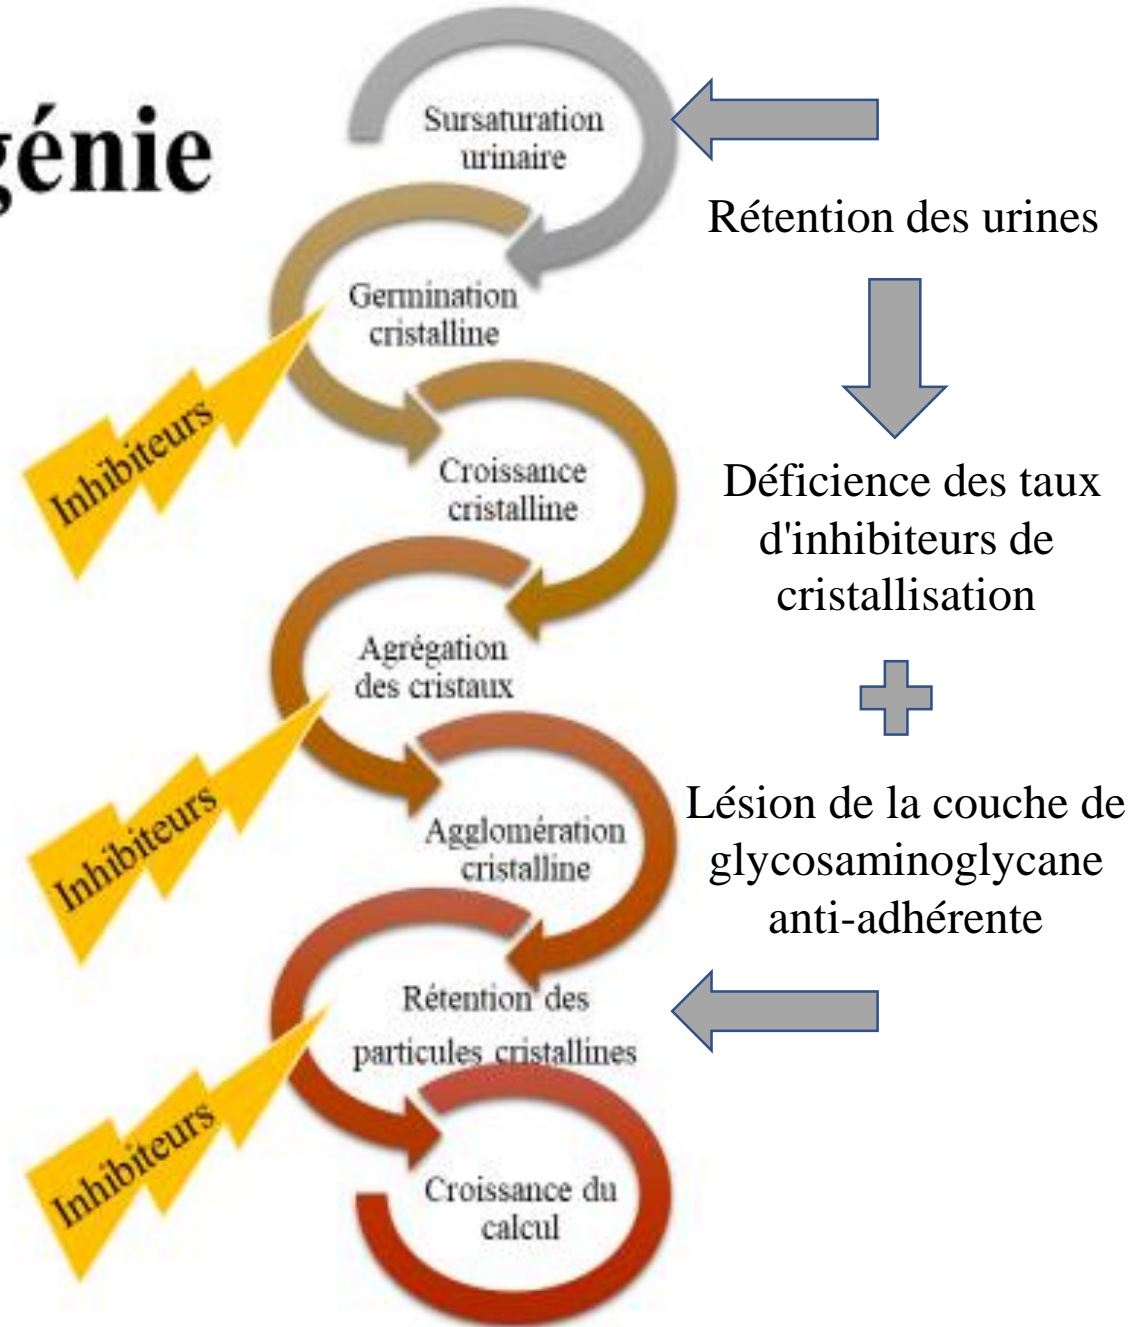 génie
Sursaturation
urinaire
Rétention des urines
Germination
cristalline
Inhibiteurs
Croissance
cristalline
Déficience des taux
d'inhibiteurs de
cristallisation
Agrégation
des cristaux
Inhibiteurs
Agglomération
cristalline
Lésion de la couche de
glycosaminoglycane
anti-adhérente
Rétention des
particules cristallines
Inhibiteurs
Croissance du
calcul